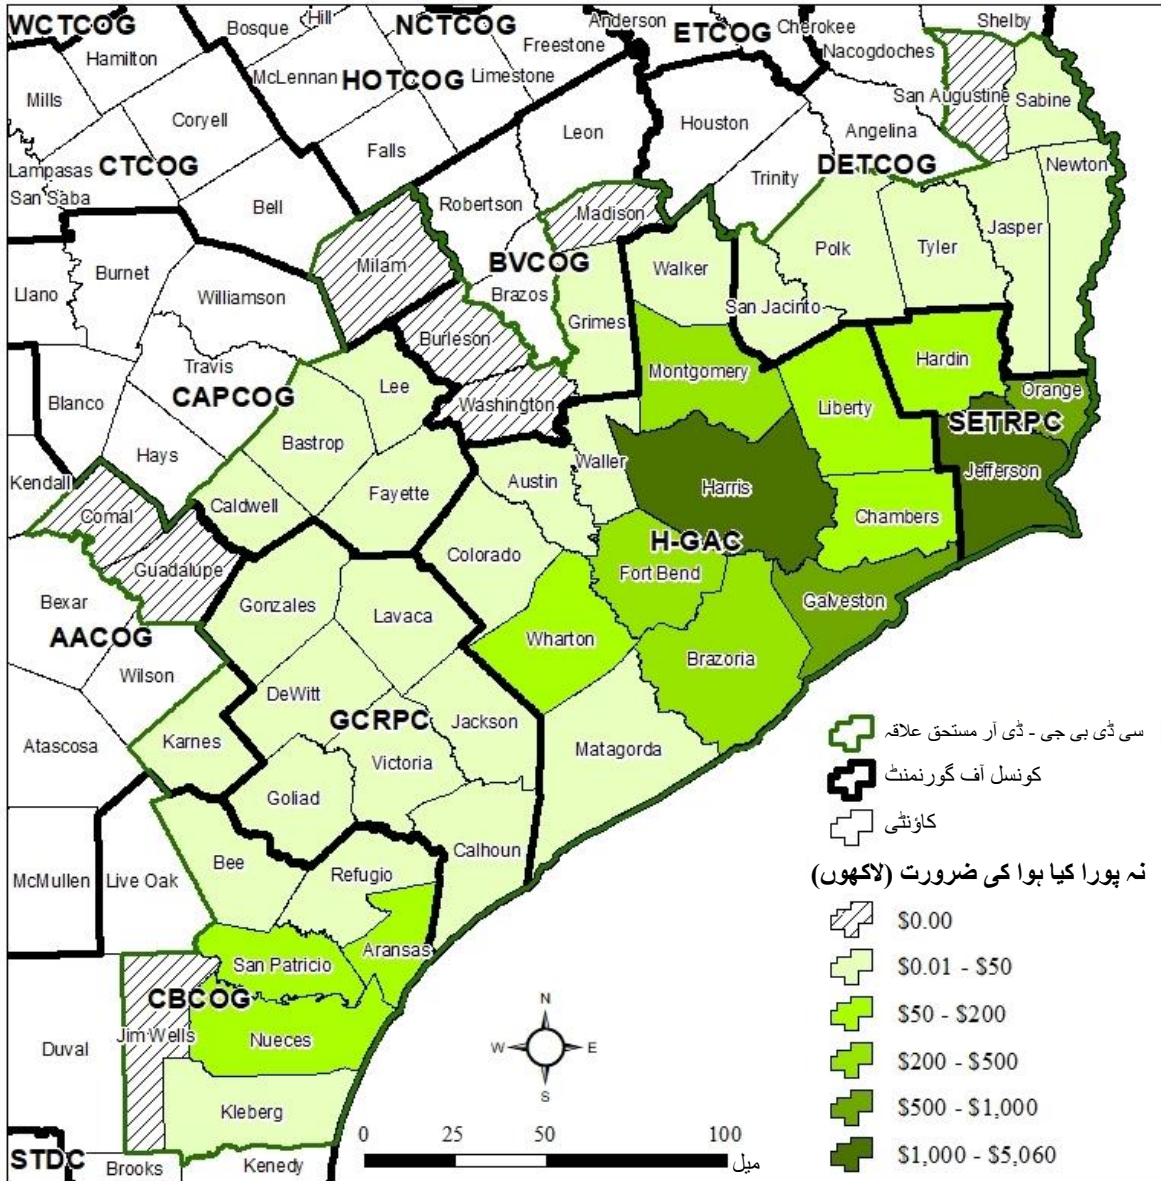 WCTCOG
Bosque
Hill
NCTCOG
Anderson
ETCOG
Cherokee
Shelby
Hamilton
Freestone
Nacogdoches
McLennan
HOTCOG
Limestone
San Augustine
Sabine
Mills
Coryell
Leon
Houston
Angelina
Falls
Lampasas
CTCOG
DETCOG
Newton
San Saba
Trinity
Bell
Robertson
Madison
Jasper
Polk
Tyler
Burnet
Milam
BVCOG
Walker
Llano
Williamson
Brazos
San Jacinto
Grimes
Burleson
Travis
Montgomery
Hardin
Lee
Orange
Blanco
CAPCOG
Washington
Liberty
SETRPC
Bastrop
Hays
Waller
Jefferson
Kendall
Austin
Fayette
Harris
Caldwell
Comal
Chambers
H-GAC
Colorado
Guadalupe
Fort Bend
Bexar
Gonzales
Galveston
Lavaca
AACOG
Wharton
Brazoria
Wilson
DeWitt
GCRPC
Jackson
Atascosa
Karnes
Matagorda
Victoria
Goliad
Calhoun
Bee
Refugio
McMullen
Live Oak
Aransas
San Patricio
CBCOG
Jim Wells
Nueces
Duval
Kleberg
STDC
Brooks
Kenedy
N
W
E
S
0
25
50
100
میل
سی ڈی بی جی - ڈی آر مستحق علاقہ
کونسل آف گورنمنٹ
کاؤنٹی
نہ پورا کیا ہوا کی ضرورت (لاکھوں)
$0.00
$0.01 - $50
$50 - $200
$200 - $500
$500 - $1,000
$1,000 - $5,060